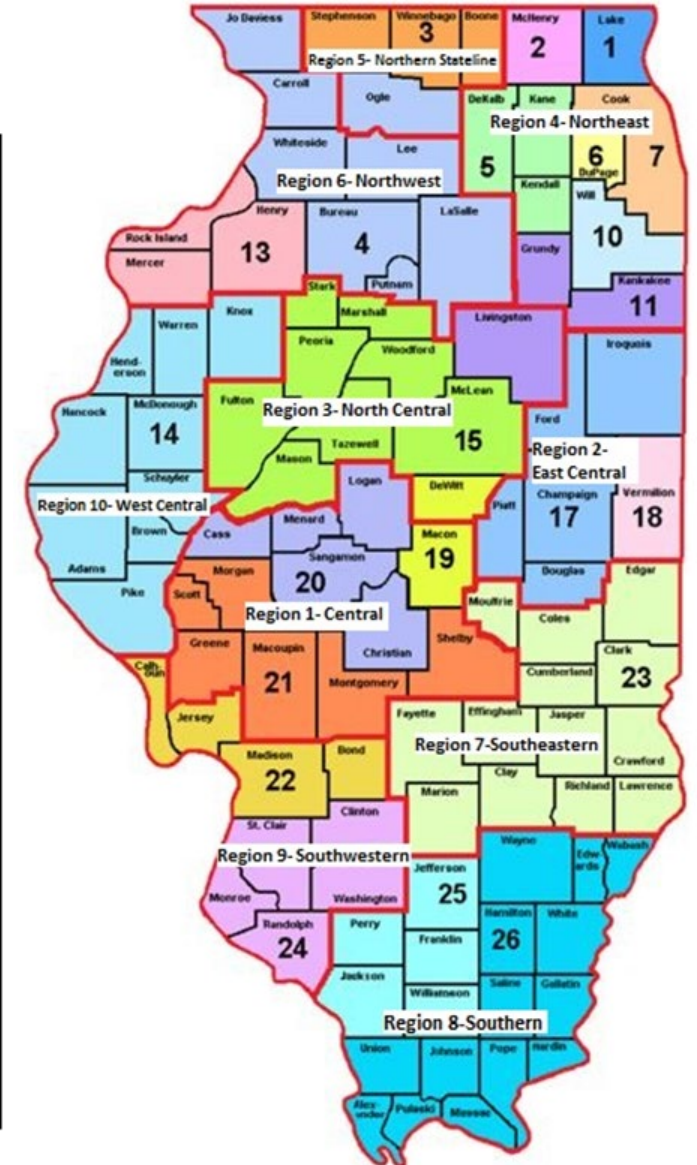 Jo Daviess
Stephenson
Winnebago
Boone
McHenry
Lake
3
2
1
Region 5- Northern Stateline
Carroll
Ogle
DeKalb
Kane
Cook
Region 4- Northeast
Whiteside
Lee
5
6
7
DuPage
Region 6- Northwest
Kendall
Will
Henry
Bureau
LaSalle
Rock Island
13
4
10
Mercer
Grundy
Putnam
Kankakee
Stark
11
Knox
Marshall
Livingston
Warren
Peoria
Iroquois
Woodford
Hend-
erson
McLean
Hancock
McDonough
Fulton
Region 3- North Central
Ford
14
15
Tazewell
Region 2-
East Central
Mason
Schuyler
Logan
DeWitt
Piatt
Champaign
Vermilion
Region 10- West Central
17
18
Brown
Cass
Menard
Macon
Sangamon
19
Adams
Morgan
20
Douglas
Edgar
Pike
Scott
Moultrie
Region 1- Central
Coles
Greene
Macoupin
Christian
Shelby
Clark
21
Cumberland
23
Calh-
oun
Montgomery
Jersey
Fayette
Effingham
Jasper
Region 7-Southeastern
Madison
Bond
Crawford
22
Clay
Marion
Richland
Lawrence
Clinton
St. Clair
Wayne
Wabash
Region 9- Southwestern
Edw-
ards
Jefferson
25
Monroe
Washington
Randolph
Perry
Hamilton
White
24
Franklin
26
Jackson
Saline
Gallatin
Williamson
Region 8-Southern
Union
Johnson
Pope
Hardin
Alex-
ander
Pulaski
Massac